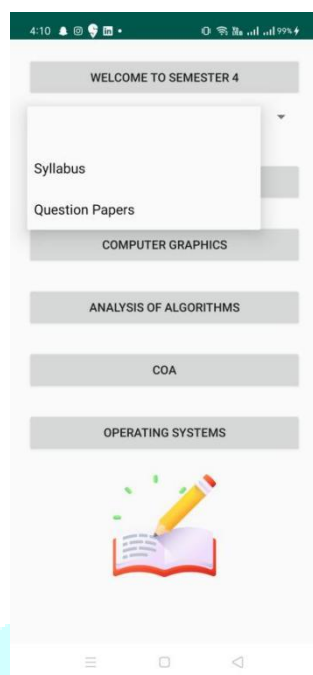 4:10
99%
WELCOME TO SEMESTER 4
Syllabus
Question Papers
COMPUTER GRAPHICS
ANALYSIS OF ALGORITHMS
COA
OPERATING SYSTEMS